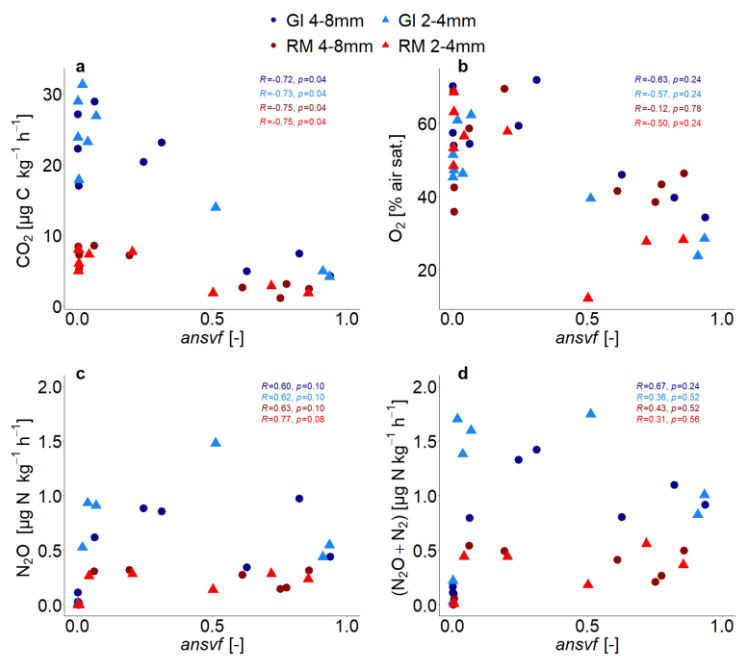 GI 4-8mm GI 2-4mm
RM 4-8mm RM 2-4mm
a
R=-0.72, p=0.04
R=-0.73, p=0.04
R=-0.75, p=0.04
R=-0.75, p=0.04
30
20
10
0
CO₂ [µg C kg⁻¹ h⁻¹]
0.0 0.5 1.0
ansvf [-]
b
R=-0.63, p=0.24
R=-0.57, p=0.24
R=-0.12, p=0.78
R=-0.50, p=0.24
60
40
20
O₂ [% air sat.]
0.0 0.5 1.0
ansvf [-]
c
R=0.60, p=0.10
R=0.62, p=0.10
R=0.63, p=0.10
R=0.77, p=0.08
2.0
1.5
1.0
0.5
0.0
N₂O [µg N kg⁻¹ h⁻¹]
0.0 0.5 1.0
ansvf [-]
d
R=0.67, p=0.24
R=0.36, p=0.52
R=0.43, p=0.52
R=0.31, p=0.56
2.0
1.5
1.0
0.5
0.0
(N₂O + N₂) [µg N kg⁻¹ h⁻¹]
0.0 0.5 1.0
ansvf [-]